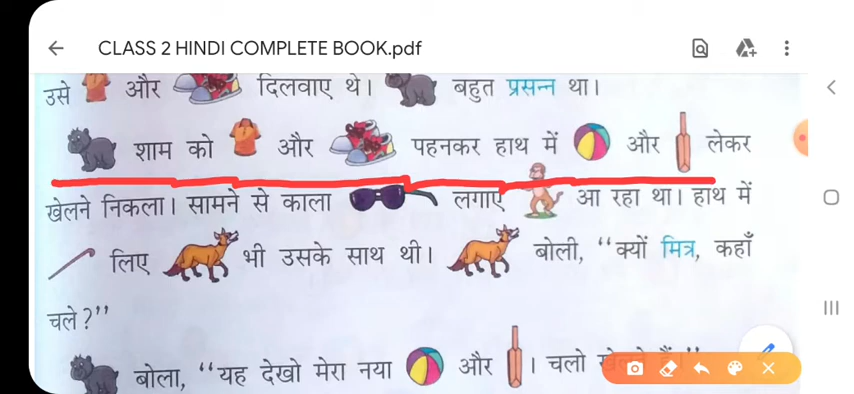 CLASS 2 HINDI COMPLETE BOOK.pdf
उसे और दिलवाए थे। बहुत प्रसन्न था।
शाम को और पहनकर हाथ में और लेकर
खेलने निकला। सामने से काला लगाए आ रहा था। हाथ में
लिए भी उसके साथ थी। बोली, “क्यों मित्र, कहाँ
चले?”
बोला, “यह देखो मेरा नया और । चलो खेलते हैं।”